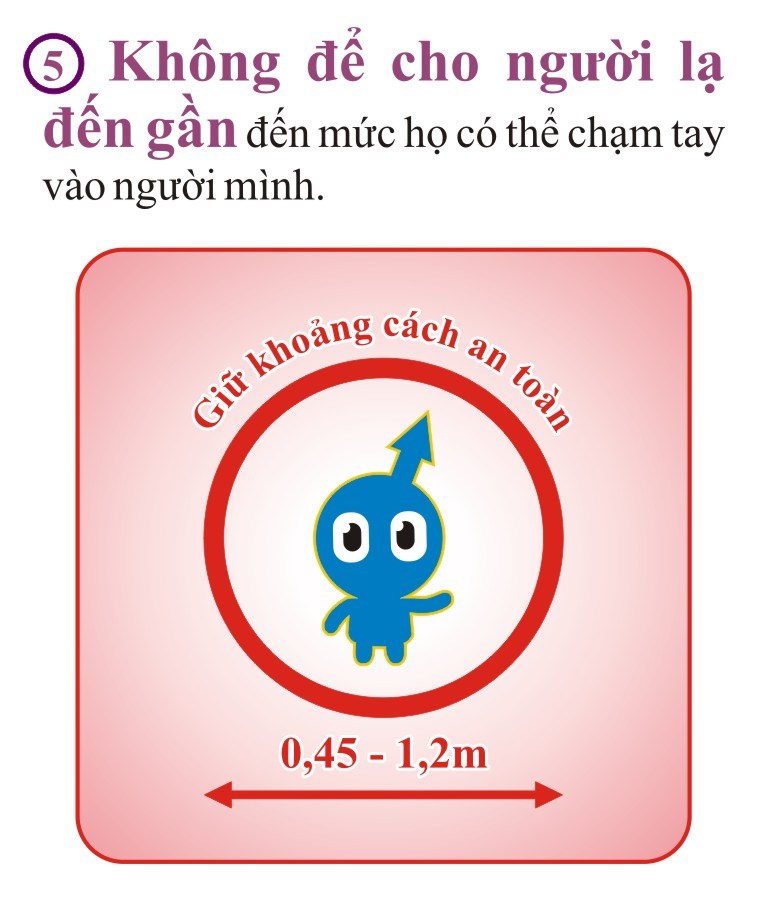 5 Không để cho người lạ
đến gần đến mức họ có thể chạm tay
vào người mình.
Giữ khoảng cách an toàn
0,45 - 1,2m